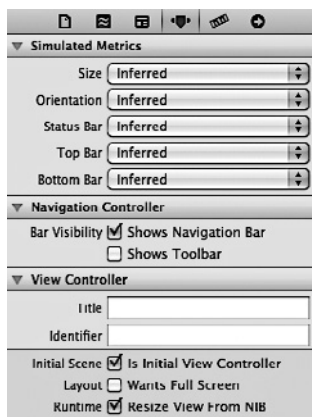 Simulated Metrics
Size Inferred
Orientation Inferred
Status Bar Inferred
Top Bar Inferred
Bottom Bar Inferred
Navigation Controller
Bar Visibility Shows Navigation Bar
Shows Toolbar
View Controller
Title
Identifier
Initial Scene Is Initial View Controller
Layout Wants Full Screen
Runtime Resize View From NIB